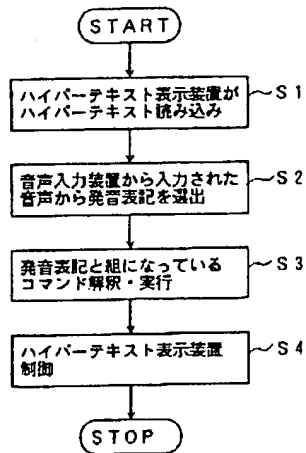 START
ハイパーテキスト表示装置が
ハイパーテキスト読み込み
S1
音声入力装置から入力された
音声から発音表記を選出
S2
発音表記と組になっている
コマンド解釈・実行
S3
ハイパーテキスト表示装置
制御
S4
STOP